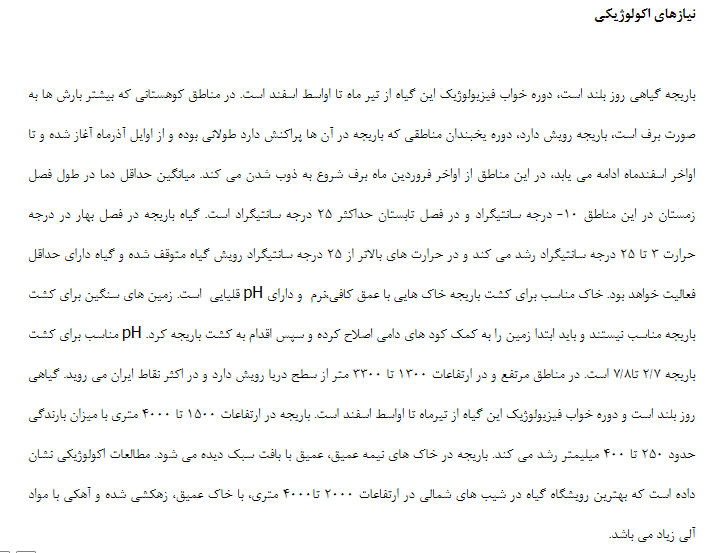 نیازهای اکولوژیکی
باریجه گیاهی روز بلند است، دوره خواب فیزیولوژیک این گیاه از تیر ماه تا اواسط اسفند است. در مناطق کوهستانی که بیشتر بارش ها به
صورت برف است، باریجه رویش دارد، دوره یخبندان مناطقی که باریجه در آن ها پراکنش دارد طولانی بوده و از اوایل آذرماه آغاز شده و تا
اواخر اسفندماه ادامه می یابد، در این مناطق از اواخر فروردین ماه برف شروع به ذوب شدن می کند. میانگین حداقل دما در طول فصل
زمستان در این مناطق ۱۰- درجه سانتیگراد و در فصل تابستان حداکثر ۲۵ درجه سانتیگراد است. گیاه باریجه در فصل بهار در درجه
حرارت ۳ تا ۲۵ درجه سانتیگراد رشد می کند و در حرارت های بالاتر از ۲۵ درجه سانتیگراد رویش گیاه متوقف شده و گیاه دارای حداقل
فعالیت خواهد بود. خاک مناسب برای کشت باریجه خاک هایی با عمق کافی،نرم و دارای pH قلیایی است. زمین های سنگین برای کشت
باریجه مناسب نیستند و باید ابتدا زمین را به کمک کود های دامی اصلاح کرده و سپس اقدام به کشت باریجه کرد. pH مناسب برای کشت
باریجه ۲/۷ تا۷/۸ است. در مناطق مرتفع و در ارتفاعات ۱۳۰۰ تا ۳۳۰۰ متر از سطح دریا رویش دارد و در اکثر نقاط ایران می روید. گیاهی
روز بلند است و دوره خواب فیزیولوژیک این گیاه از تیرماه تا اواسط اسفند است. باریجه در ارتفاعات ۱۵۰۰ تا ۴۰۰۰ متری با میزان بارندگی
حدود ۲۵۰ تا ۴۰۰ میلیمتر رشد می کند. باریجه در خاک های نیمه عمیق، عمیق با بافت سبک دیده می شود. مطالعات اکولوژیکی نشان
داده است که بهترین رویشگاه گیاه در شیب های شمالی در ارتفاعات ۲۰۰۰ تا۴۰۰۰ متری، با خاک عمیق، زهکشی شده و آهکی با مواد
آلی زیاد می باشد.